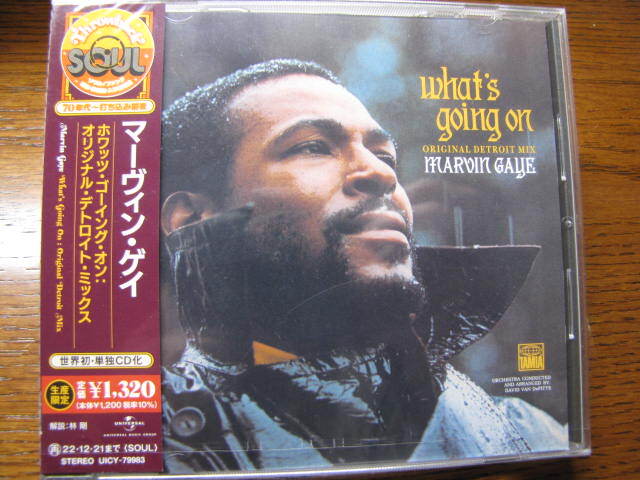 Throwback
SOUL
70年代~打ち込み前夜
マーヴィン・ゲイ
ホワッツ・ゴーイング・オン:
オリジナル・デトロイト・ミックス
Marvin Gaye What's Going On : Original Detroit Mix
世界初・単独CD化
生産
限定
定価
¥1,320
(本体¥1,200 税率10%)
解説:林 剛
UNIVERSAL
UNIVERSAL MUSIC GROUP
再 22・12・21まで (SOUL)
STEREO UICY-79983
what's
going on
ORIGINAL DETROIT MIX
MARVIN GAYE
TAMLA
ORCHESTRA CONDUCTED
AND ARRANGED BY:
DAVID VAN DePITTE